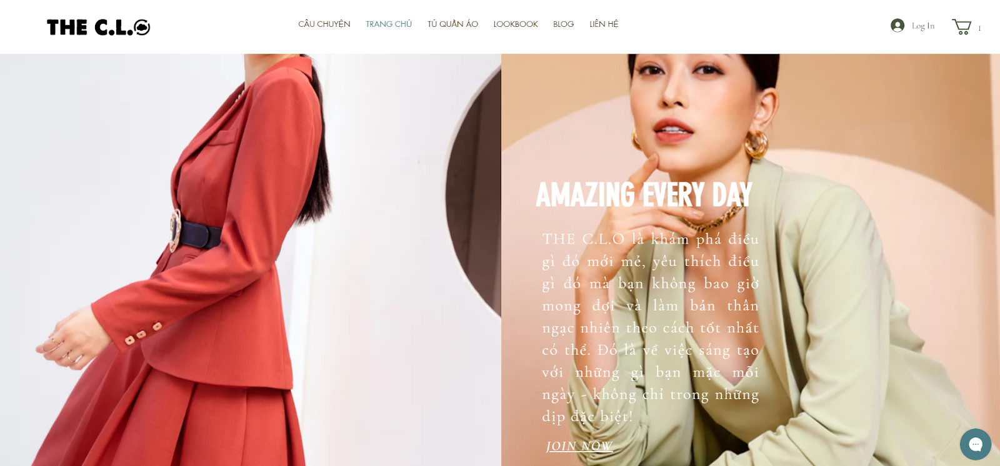 THE C.L.O
CÂU CHUYỆN TRANG CHỦ TỦ QUẦN ÁO LOOKBOOK BLOG LIÊN HỆ
Log In
1
AMAZING EVERY DAY
THE C.L.O là khám phá điều
gì đó mới mẻ, yêu thích điều
gì đó mà bạn không bao giờ
mong đợi và làm bản thân
ngạc nhiên theo cách tốt nhất
có thể. Đó là về việc sáng tạo
với những gì bạn mặc mỗi
ngày - không chỉ trong những
dịp đặc biệt!
JOIN NOW